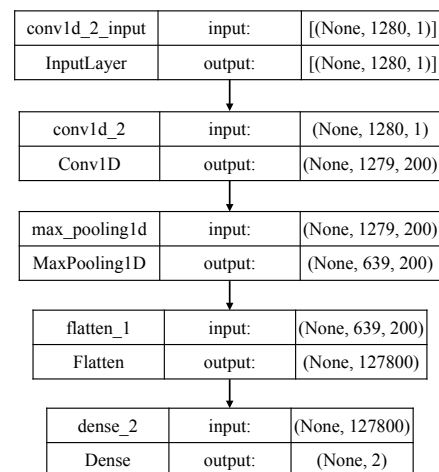 conv1d_2_input input: [(None, 1280, 1)]
InputLayer output: [(None, 1280, 1)]
conv1d_2 input: (None, 1280, 1)
Conv1D output: (None, 1279, 200)
max_pooling1d input: (None, 1279, 200)
MaxPooling1D output: (None, 639, 200)
flatten_1 input: (None, 639, 200)
Flatten output: (None, 127800)
dense_2 input: (None, 127800)
Dense output: (None, 2)